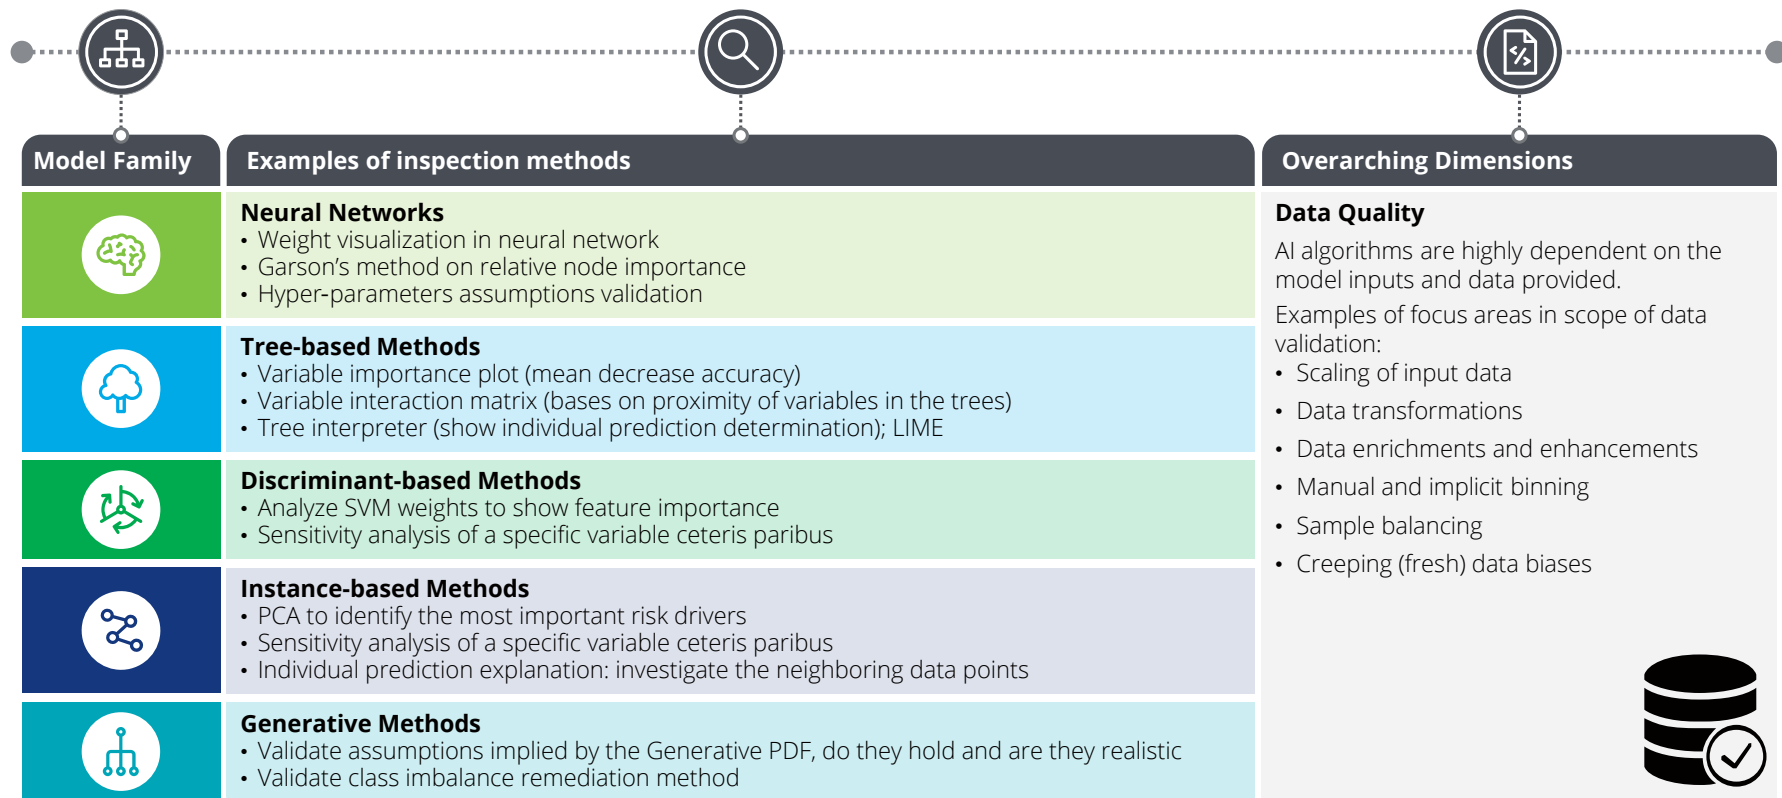 Model Family
Examples of inspection methods
Overarching Dimensions
Neural Networks
• Weight visualization in neural network
• Garson’s method on relative node importance
• Hyper-parameters assumptions validation
Tree-based Methods
• Variable importance plot (mean decrease accuracy)
• Variable interaction matrix (bases on proximity of variables in the trees)
• Tree interpreter (show individual prediction determination); LIME
Discriminant-based Methods
• Analyze SVM weights to show feature importance
• Sensitivity analysis of a specific variable ceteris paribus
Instance-based Methods
• PCA to identify the most important risk drivers
• Sensitivity analysis of a specific variable ceteris paribus
• Individual prediction explanation: investigate the neighboring data points
Generative Methods
• Validate assumptions implied by the Generative PDF, do they hold and are they realistic
• Validate class imbalance remediation method
Data Quality
AI algorithms are highly dependent on the
model inputs and data provided.
Examples of focus areas in scope of data
validation:
• Scaling of input data
• Data transformations
• Data enrichments and enhancements
• Manual and implicit binning
• Sample balancing
• Creeping (fresh) data biases